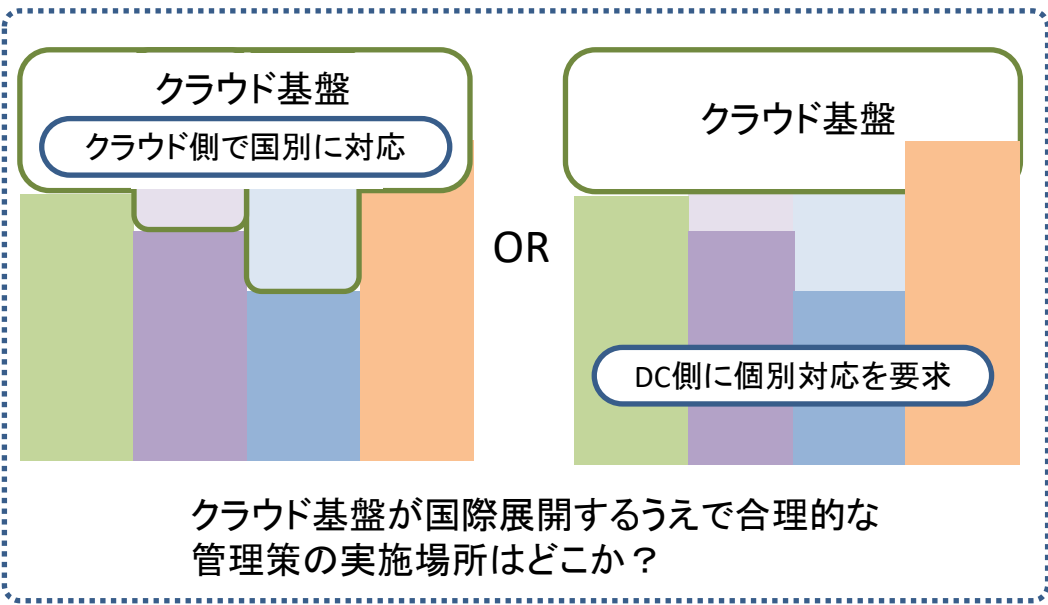 クラウド基盤
クラウド側で国別に対応
OR
クラウド基盤
DC側に個別対応を要求
クラウド基盤が国際展開するうえで合理的な
管理策の実施場所はどこか？